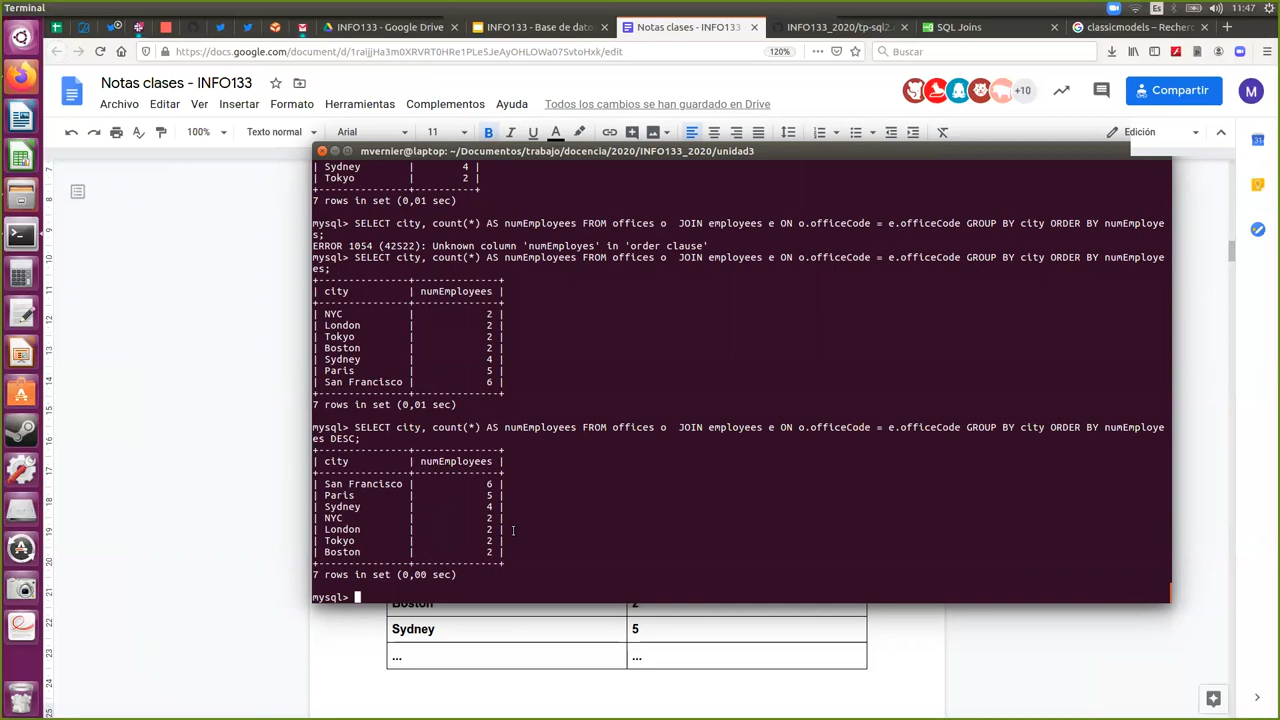 Terminal
Es
11:47
INFO133 - Google Drive
INFO133 - Base de dato
Notas clases - INFO133
INFO133_2020/tp-sql2.
SQL Joins
classicmodels – Recherc
https://docs.google.com/document/d/1raijjHa3m0XRVRT0HRe1PLe5JeAyOHLOWa07SvtoHxk/edit
120%
Buscar
Notas clases - INFO133
Archivo Editar Ver Insertar Formato Herramientas Complementos Ayuda Todos los cambios se han guardado en Drive
+10
Compartir
M
100% Texto normal Arial 11 B I U A Edición
mvernier@laptop: ~/Documentos/trabajo/docencia/2020/INFO133_2020/unidad3
| Sydney | 4 |
| Tokyo | 2 |
+---------------+-----------+
7 rows in set (0,01 sec)
mysql> SELECT city, count(*) AS numEmployees FROM offices o  JOIN employees e ON o.officeCode = e.officeCode GROUP BY city ORDER BY numEmploye
s;
ERROR 1054 (42S22): Unknown column 'numEmployes' in 'order clause'
mysql> SELECT city, count(*) AS numEmployees FROM offices o  JOIN employees e ON o.officeCode = e.officeCode GROUP BY city ORDER BY numEmploye
es;
+---------------+--------------+
| city | numEmployees |
+---------------+--------------+
| NYC | 2 |
| London | 2 |
| Tokyo | 2 |
| Boston | 2 |
| Sydney | 4 |
| Paris | 5 |
| San Francisco | 6 |
+---------------+--------------+
7 rows in set (0,01 sec)
mysql> SELECT city, count(*) AS numEmployees FROM offices o  JOIN employees e ON o.officeCode = e.officeCode GROUP BY city ORDER BY numEmploye
es DESC;
+---------------+--------------+
| city | numEmployees |
+---------------+--------------+
| San Francisco | 6 |
| Paris | 5 |
| Sydney | 4 |
| NYC | 2 |
| London | 2 |
| Tokyo | 2 |
| Boston | 2 |
+---------------+--------------+
7 rows in set (0,00 sec)
mysql>
Boston 2
Sydney 5
... ...